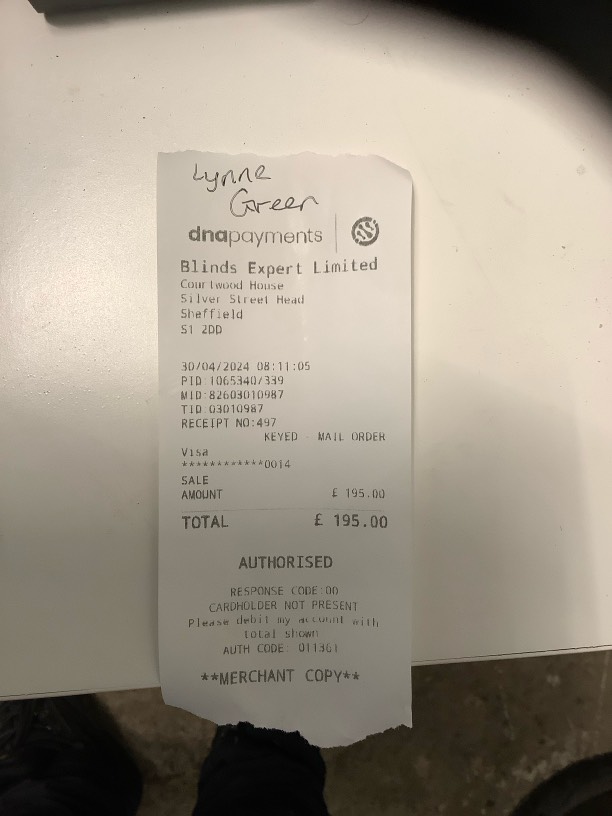 Lynne
Green
dnapayments
Blinds Expert Limited
Courtwood House
Silver Street Head
Sheffield
S1 2DD
30/04/2024 08:11:05
PID:1065340/339
MID:82603010987
TID:03010987
RECEIPT NO:497
KEYED - MAIL ORDER
Visa
************0014
SALE
AMOUNT £ 195.00
TOTAL £ 195.00
AUTHORISED
RESPONSE CODE:00
CARDHOLDER NOT PRESENT
Please debit my account with
total shown
AUTH CODE: 011361
**MERCHANT COPY**